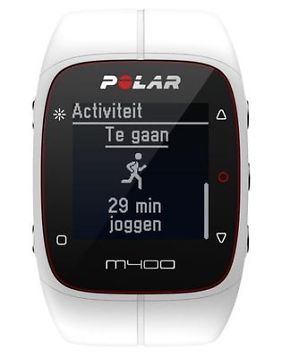 POLAR
Activiteit
Te gaan
29 min
joggen
M400